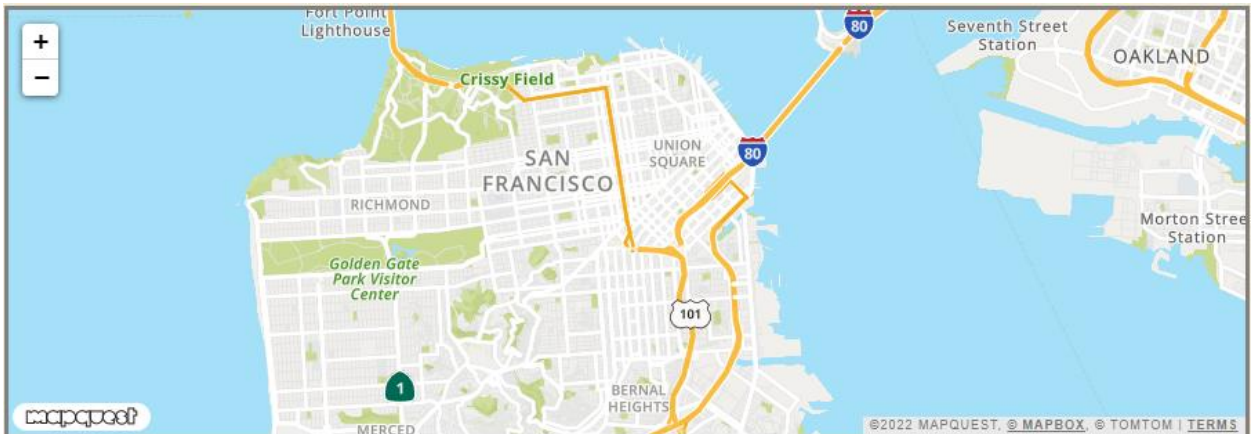 Fort Point
Lighthouse
+
−
80
Seventh Street
Station
OAKLAND
Crissy Field
UNION
SQUARE
80
SAN
FRANCISCO
RICHMOND
Morton Stree
Station
Golden Gate
Park Visitor
Center
101
1
BERNAL
HEIGHTS
MERCED
mapquest
©2022 MAPQUEST, © MAPBOX, © TOMTOM | TERMS